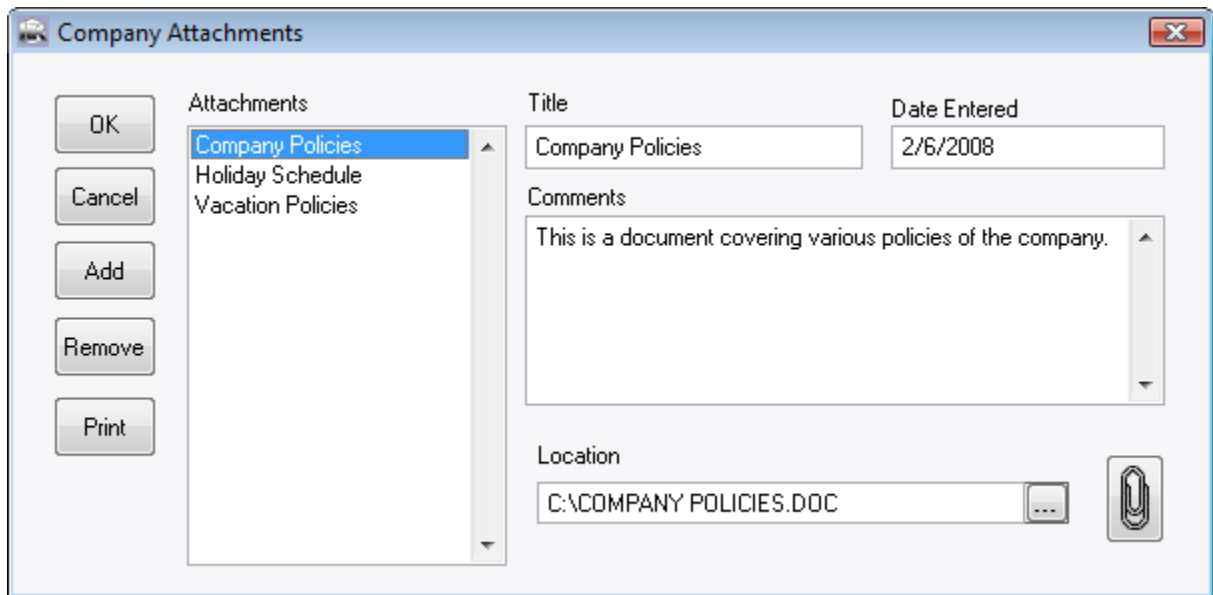 Company Attachments
OK
Cancel
Add
Remove
Print
Attachments
Company Policies
Holiday Schedule
Vacation Policies
Title
Company Policies
Date Entered
2/6/2008
Comments
This is a document covering various policies of the company.
Location
C:\COMPANY POLICIES.DOC
...